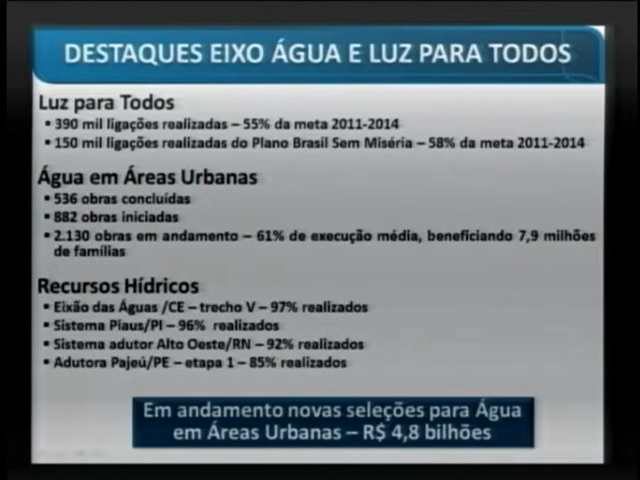 DESTAQUES EIXO ÁGUA E LUZ PARA TODOS
Luz para Todos
▪ 390 mil ligações realizadas – 55% da meta 2011-2014
▪ 150 mil ligações realizadas do Plano Brasil Sem Miséria – 58% da meta 2011-2014
Água em Áreas Urbanas
▪ 536 obras concluídas
▪ 882 obras iniciadas
▪ 2.130 obras em andamento – 61% de execução média, beneficiando 7,9 milhões
de famílias
Recursos Hídricos
▪ Eixão das Águas /CE – trecho V – 97% realizados
▪ Sistema Piaus/PI – 96% realizados
▪ Sistema adutor Alto Oeste/RN – 92% realizados
▪ Adutora Pajeú/PE – etapa 1 – 85% realizados
Em andamento novas seleções para Água
em Áreas Urbanas – R$ 4,8 bilhões